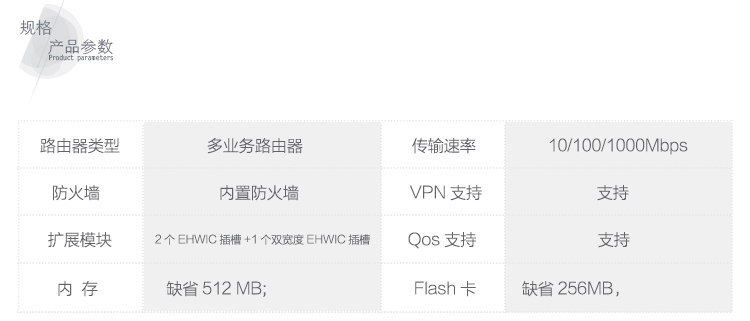 规格
产品参数
Product parameters
路由器类型 多业务路由器 传输速率 10/100/1000Mbps
防火墙 内置防火墙 VPN 支持 支持
扩展模块 2 个 EHWIC 插槽 +1 个双宽度 EHWIC 插槽 Qos 支持 支持
内 存 缺省 512 MB; Flash 卡 缺省 256MB ,